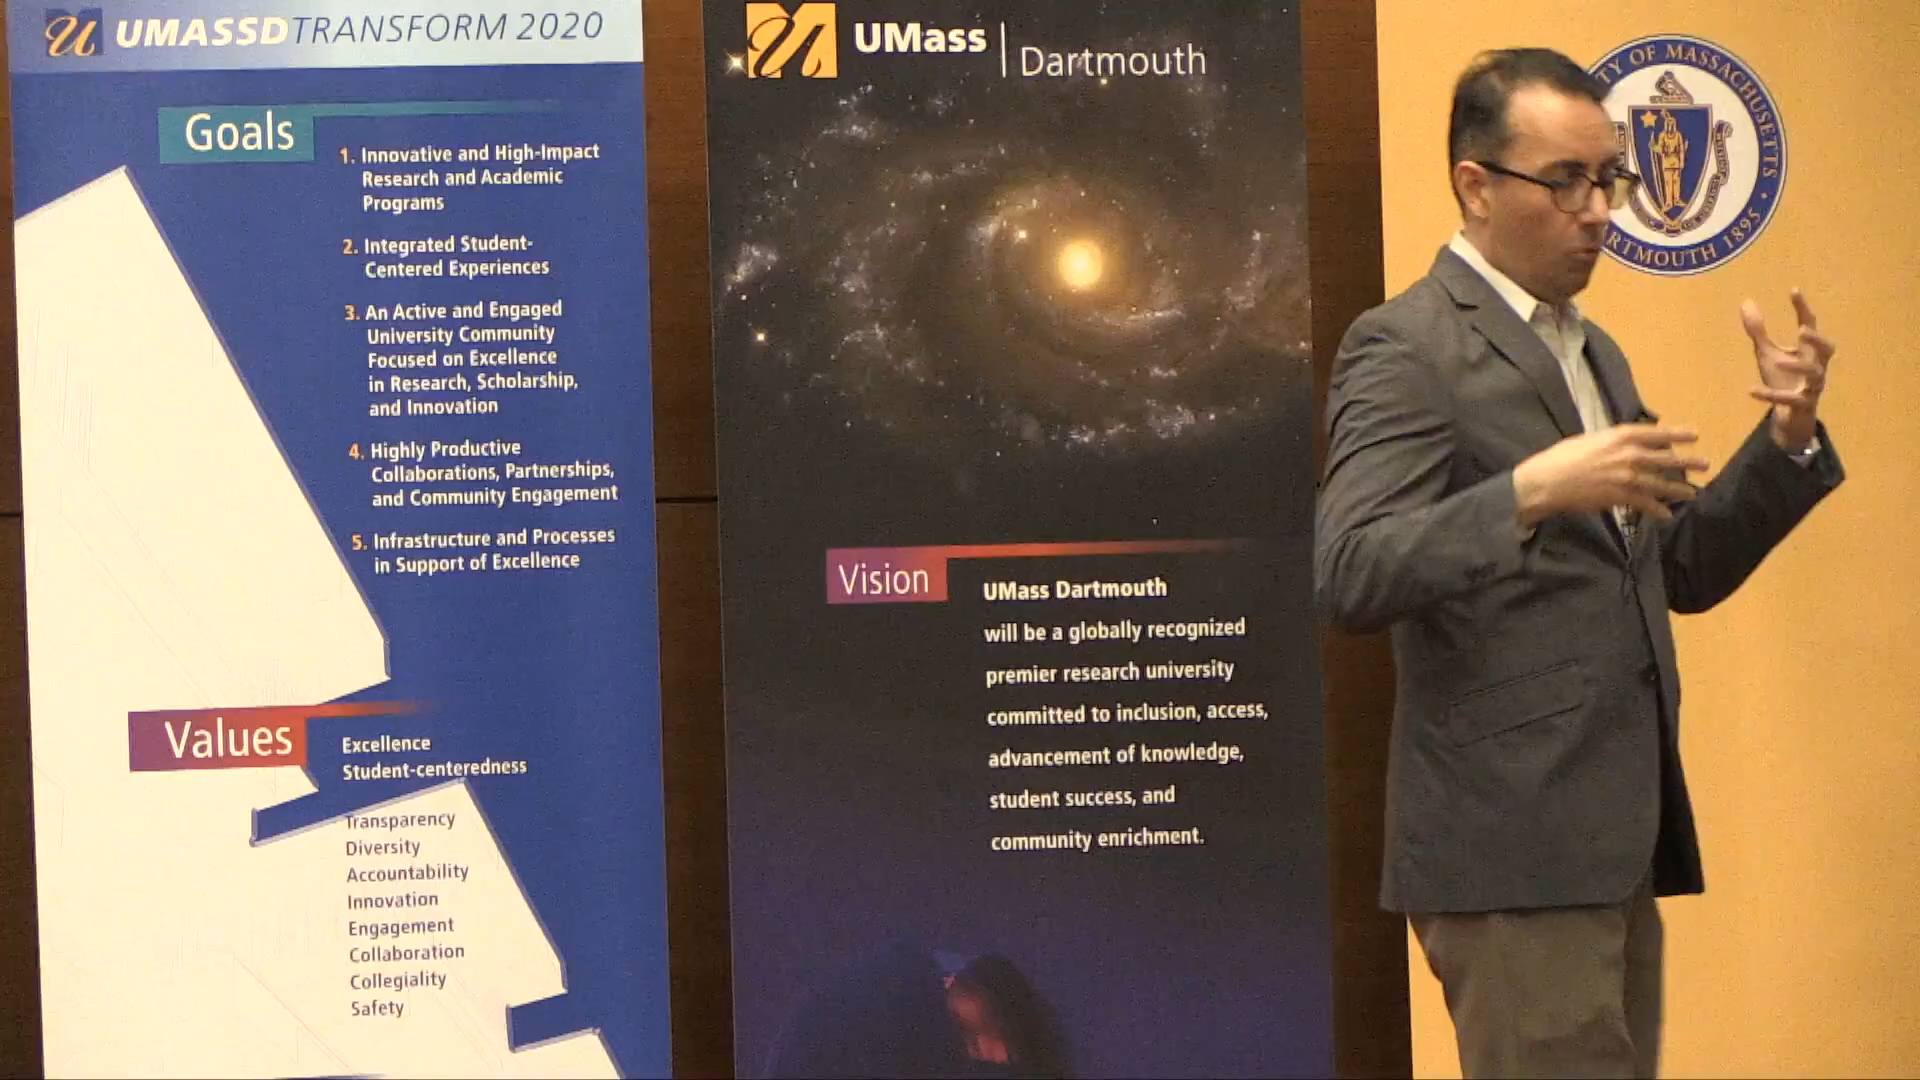 UMASSDTRANSFORM 2020
Goals
1. Innovative and High-Impact
Research and Academic
Programs
2. Integrated Student-
Centered Experiences
3. An Active and Engaged
University Community
Focused on Excellence
in Research, Scholarship,
and Innovation
4. Highly Productive
Collaborations, Partnerships,
and Community Engagement
5. Infrastructure and Processes
in Support of Excellence
Values
Excellence
Student-centeredness
Transparency
Diversity
Accountability
Innovation
Engagement
Collaboration
Collegiality
Safety
UMass | Dartmouth
Vision
UMass Dartmouth
will be a globally recognized
premier research university
committed to inclusion, access,
advancement of knowledge,
student success, and
community enrichment.
TY OF MASSACHUSETTS •
RTMOUTH 1895